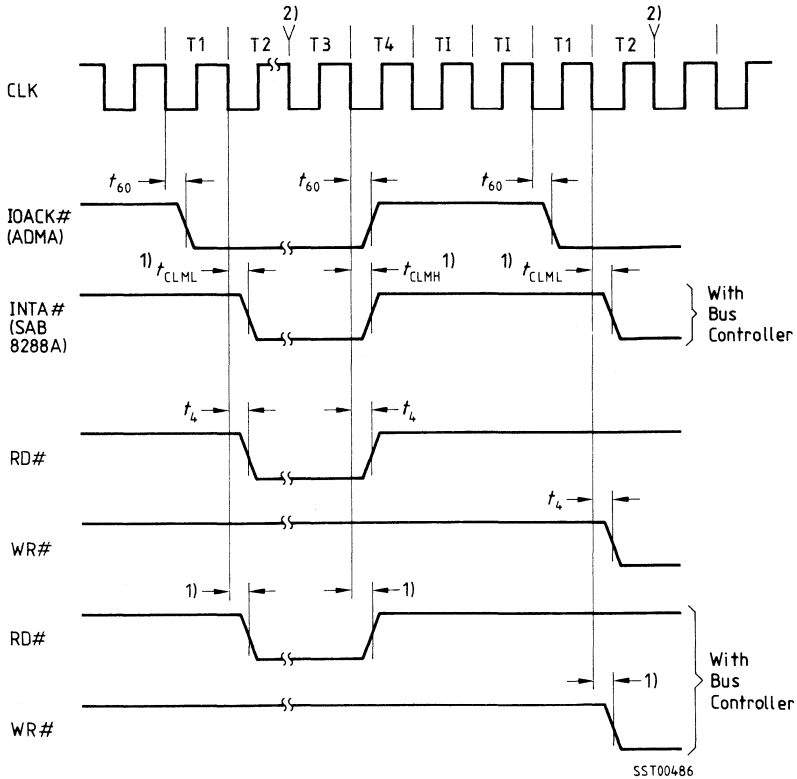 2) 2)
T1 T2 T3 T4 TI TI T1 T2
CLK
t60 t60 t60
IOACK#
(ADMA)
1) tCLML tCLMH 1) 1) tCLML
INTA#
(SAB
8288A)
With
Bus
Controller
t4 t4
RD#
t4
WR#
1) 1)
RD#
With
Bus
Controller
1)
WR#
SST00486